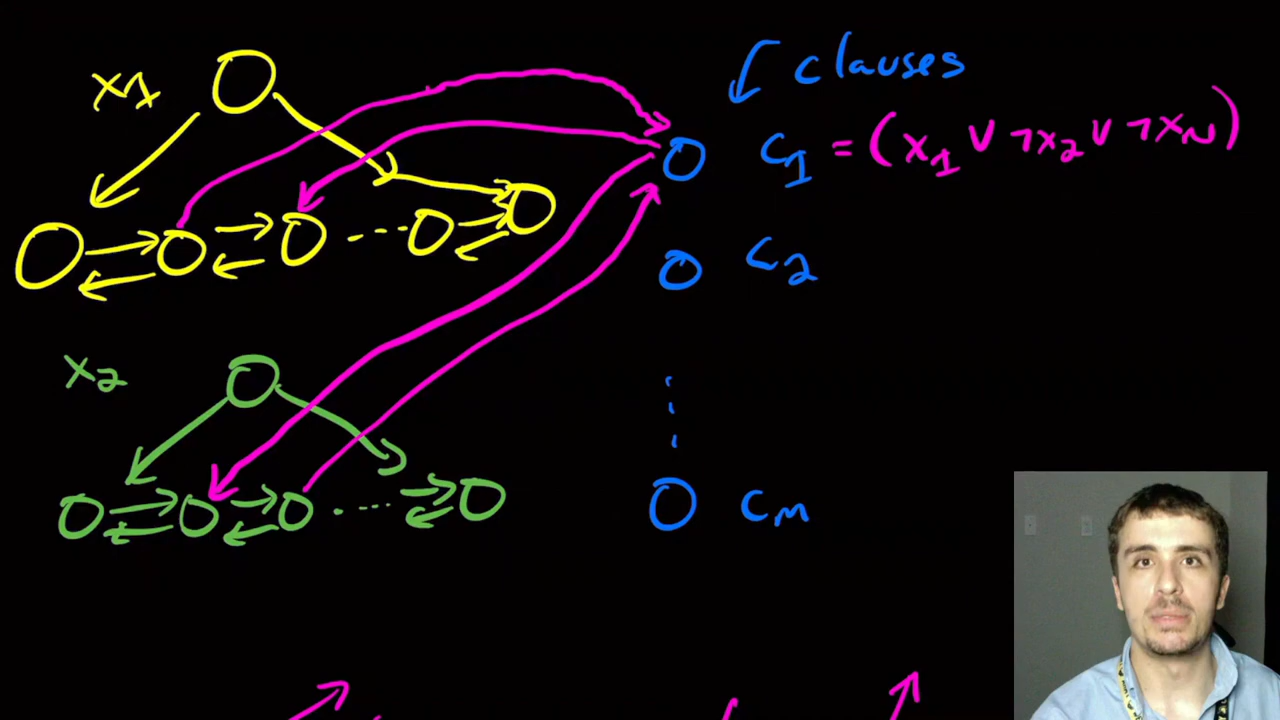 clauses
x1
C1 = (x1 ∨ ¬x2 ∨ ¬xN)
C2
x2
Cm